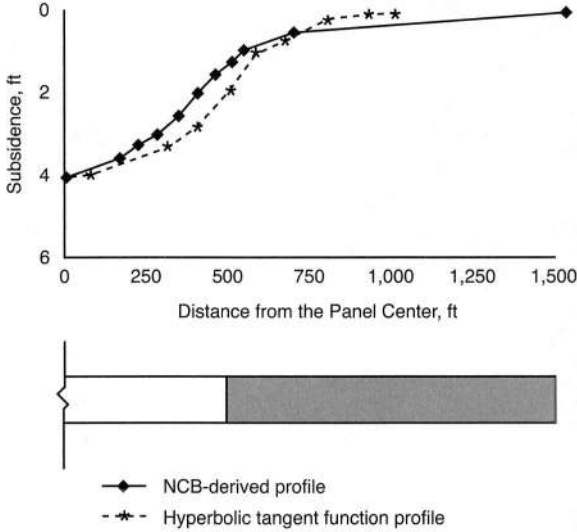 0
2
4
6
Subsidence, ft
0 250 500 750 1,000 1,250 1,500
Distance from the Panel Center, ft
NCB-derived profile
Hyperbolic tangent function profile